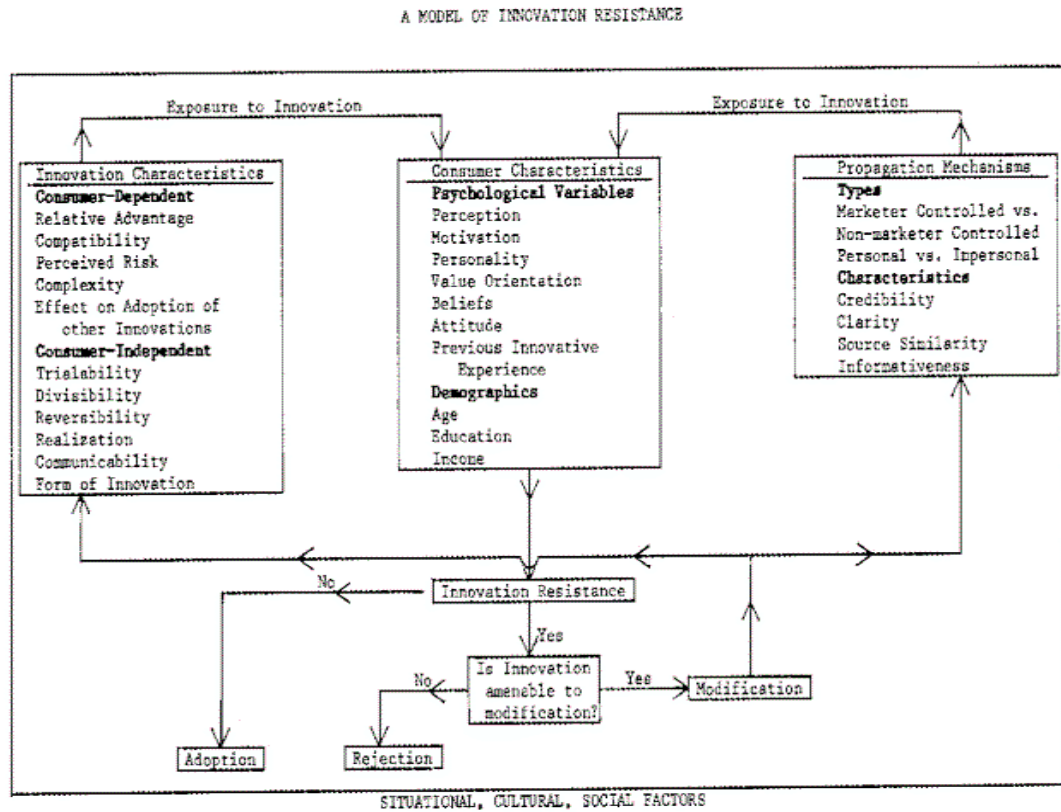 A MODEL OF INNOVATION RESISTANCE
Exposure to Innovation
Exposure to Innovation
Innovation Characteristics
Consumer-Dependent
Relative Advantage
Compatibility
Perceived Risk
Complexity
Effect on Adoption of
other Innovations
Consumer-Independent
Trialability
Divisibility
Reversibility
Realization
Communicability
Form of Innovation
Consumer Characteristics
Psychological Variables
Perception
Motivation
Personality
Value Orientation
Beliefs
Attitude
Previous Innovative
Experience
Demographics
Age
Education
Income
Propagation Mechanisms
Types
Marketer Controlled vs.
Non-marketer Controlled
Personal vs. Impersonal
Characteristics
Credibility
Clarity
Source Similarity
Informativeness
No
Innovation Resistance
Yes
No
Is Innovation
amenable to
modification?
Yes
Modification
Adoption
Rejection
SITUATIONAL, CULTURAL, SOCIAL FACTORS